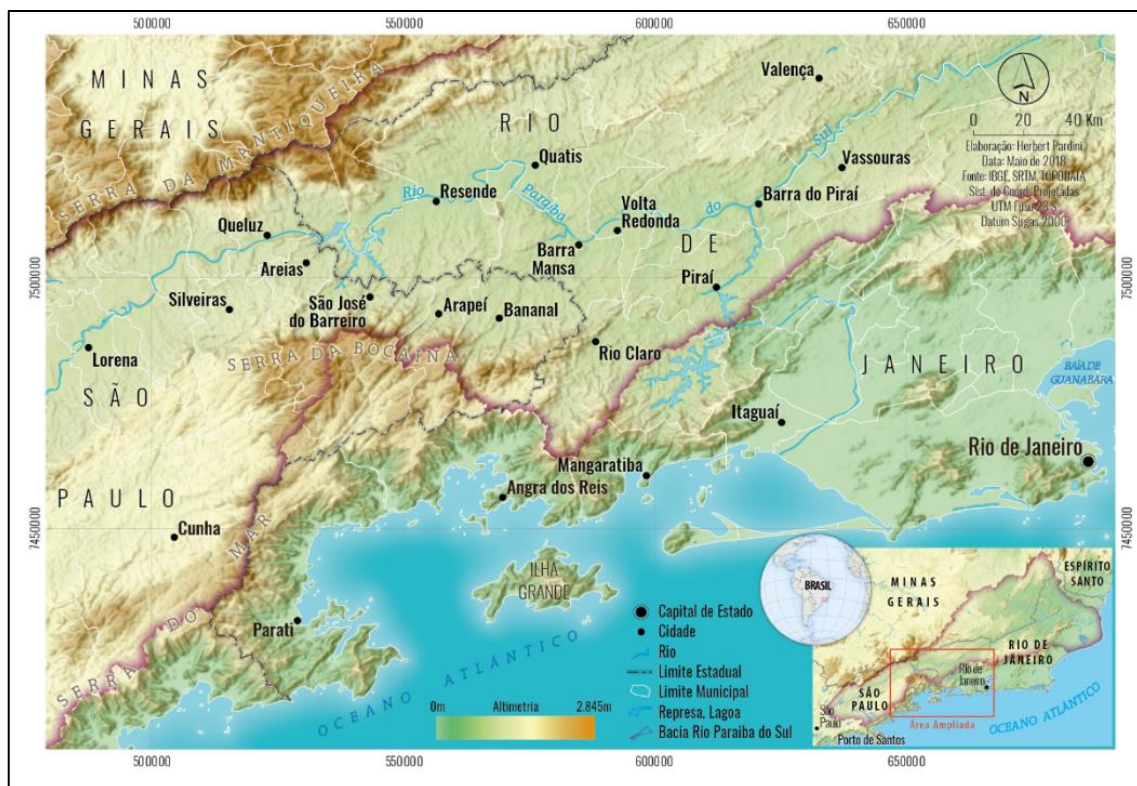 500000
550000
600000
650000
MINAS
GERAIS
SERRA DA MANTIQUEIRA
RIO
Valença
N
0 20 40 Km
Elaboração: Herbert Pardini
Data: Maio de 2018
Fonte: IBGE, SRTM, TOPODATA
Sist. de Coord. Projetadas
UTM Fuso 23 S
Datum Sirgas 2000
Quatis
Sul
Vassouras
Rio
Resende
Paraíba
Volta
Redonda
do
Barra do Piraí
Queluz
Barra
Mansa
DE
Areias
7500000
7500000
Piraí
Silveiras
São José
do Barreiro
Arapeí
Bananal
Lorena
SERRA DA BOCAINA
Rio Claro
JANEIRO
BAÍA DE
GUANABARA
SÃO
Itaguaí
Rio de Janeiro
Mangaratiba
PAULO
Angra dos Reis
7450000
7450000
Cunha
SERRA DO MAR
ILHA
GRANDE
Parati
OCEANO ATLÂNTICO
Capital de Estado
Cidade
Rio
Limite Estadual
Limite Municipal
Represa, Lagoa
Bacia Rio Paraiba do Sul
0m Altimetria 2.845m
BRASIL
MINAS
GERAIS
ESPÍRITO
SANTO
RIO DE
JANEIRO
Rio de
Janeiro
SÃO
PAULO
São
Paulo
Área Ampliada
OCEANO ATLÂNTICO
Porto de Santos
500000
550000
600000
650000